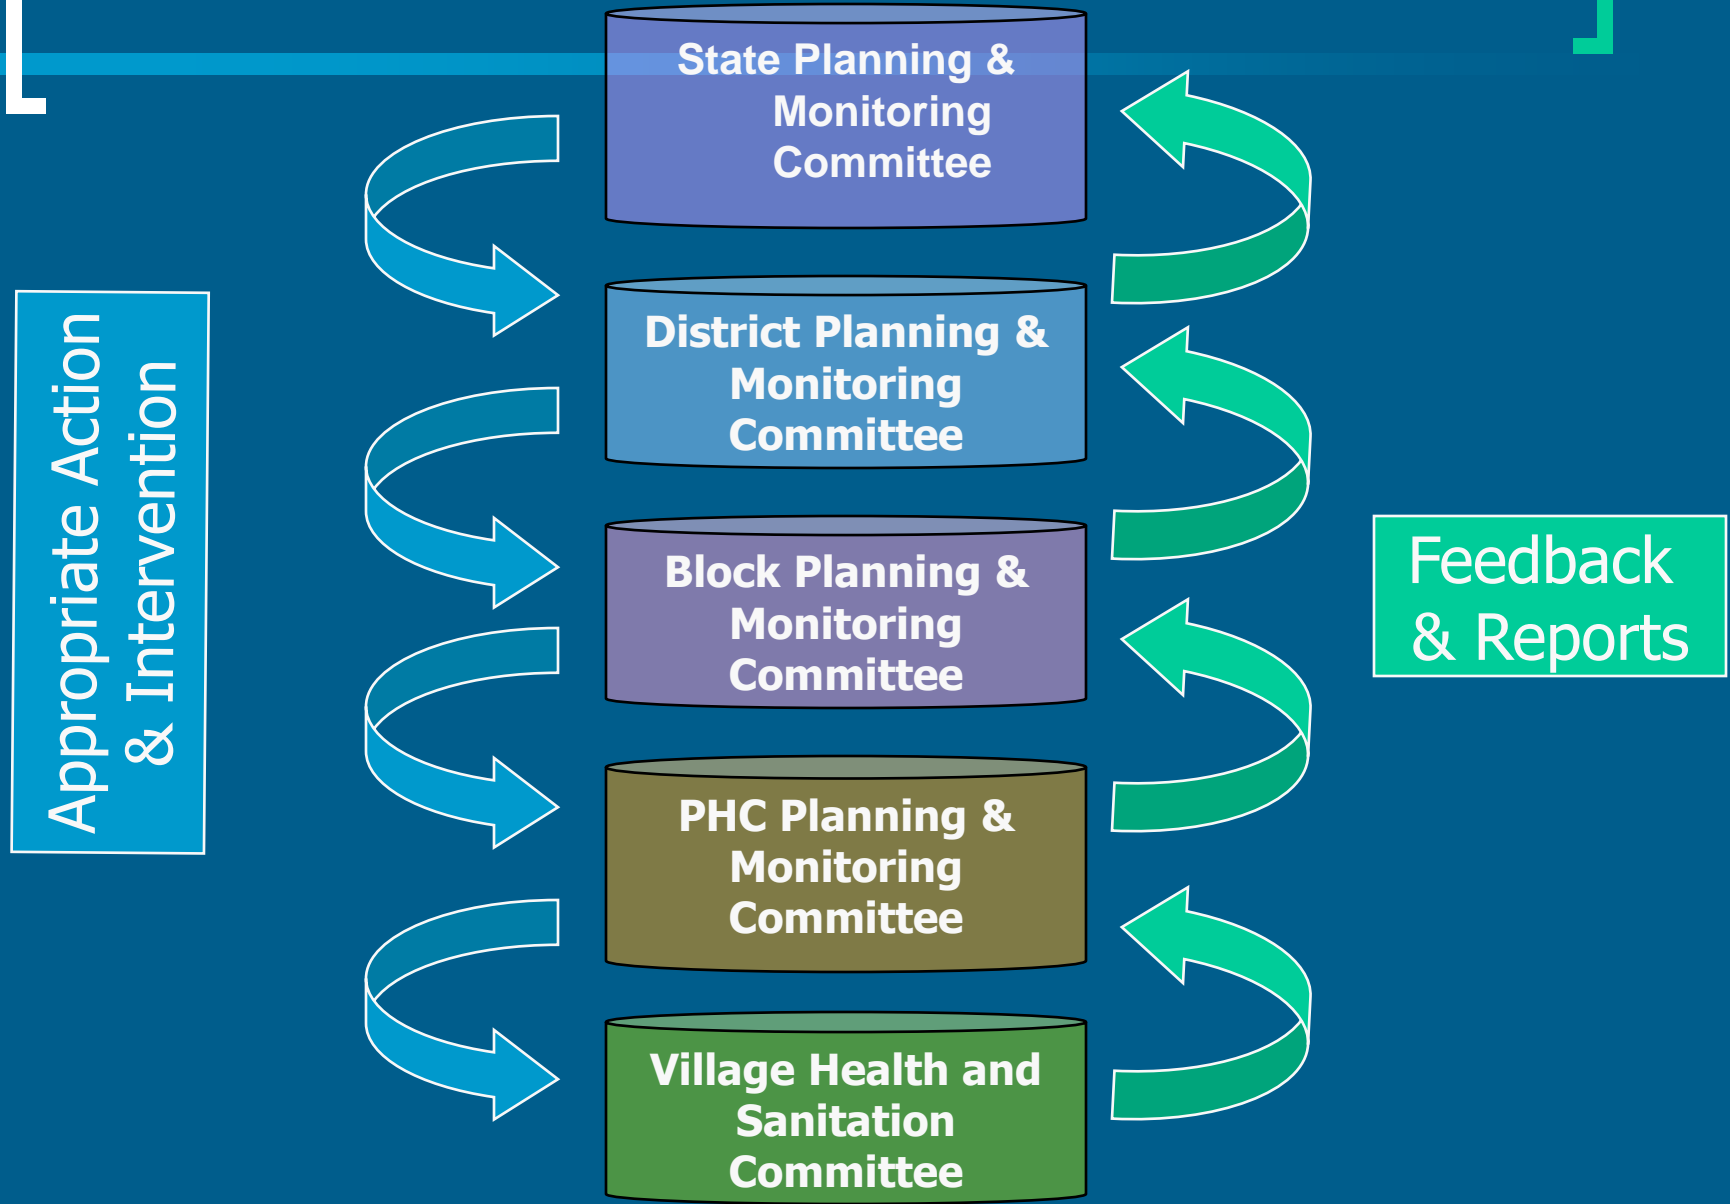 State Planning &
Monitoring
Committee
District Planning &
Monitoring
Committee
Block Planning &
Monitoring
Committee
PHC Planning &
Monitoring
Committee
Village Health and
Sanitation
Committee
Appropriate Action
& Intervention
Feedback
& Reports